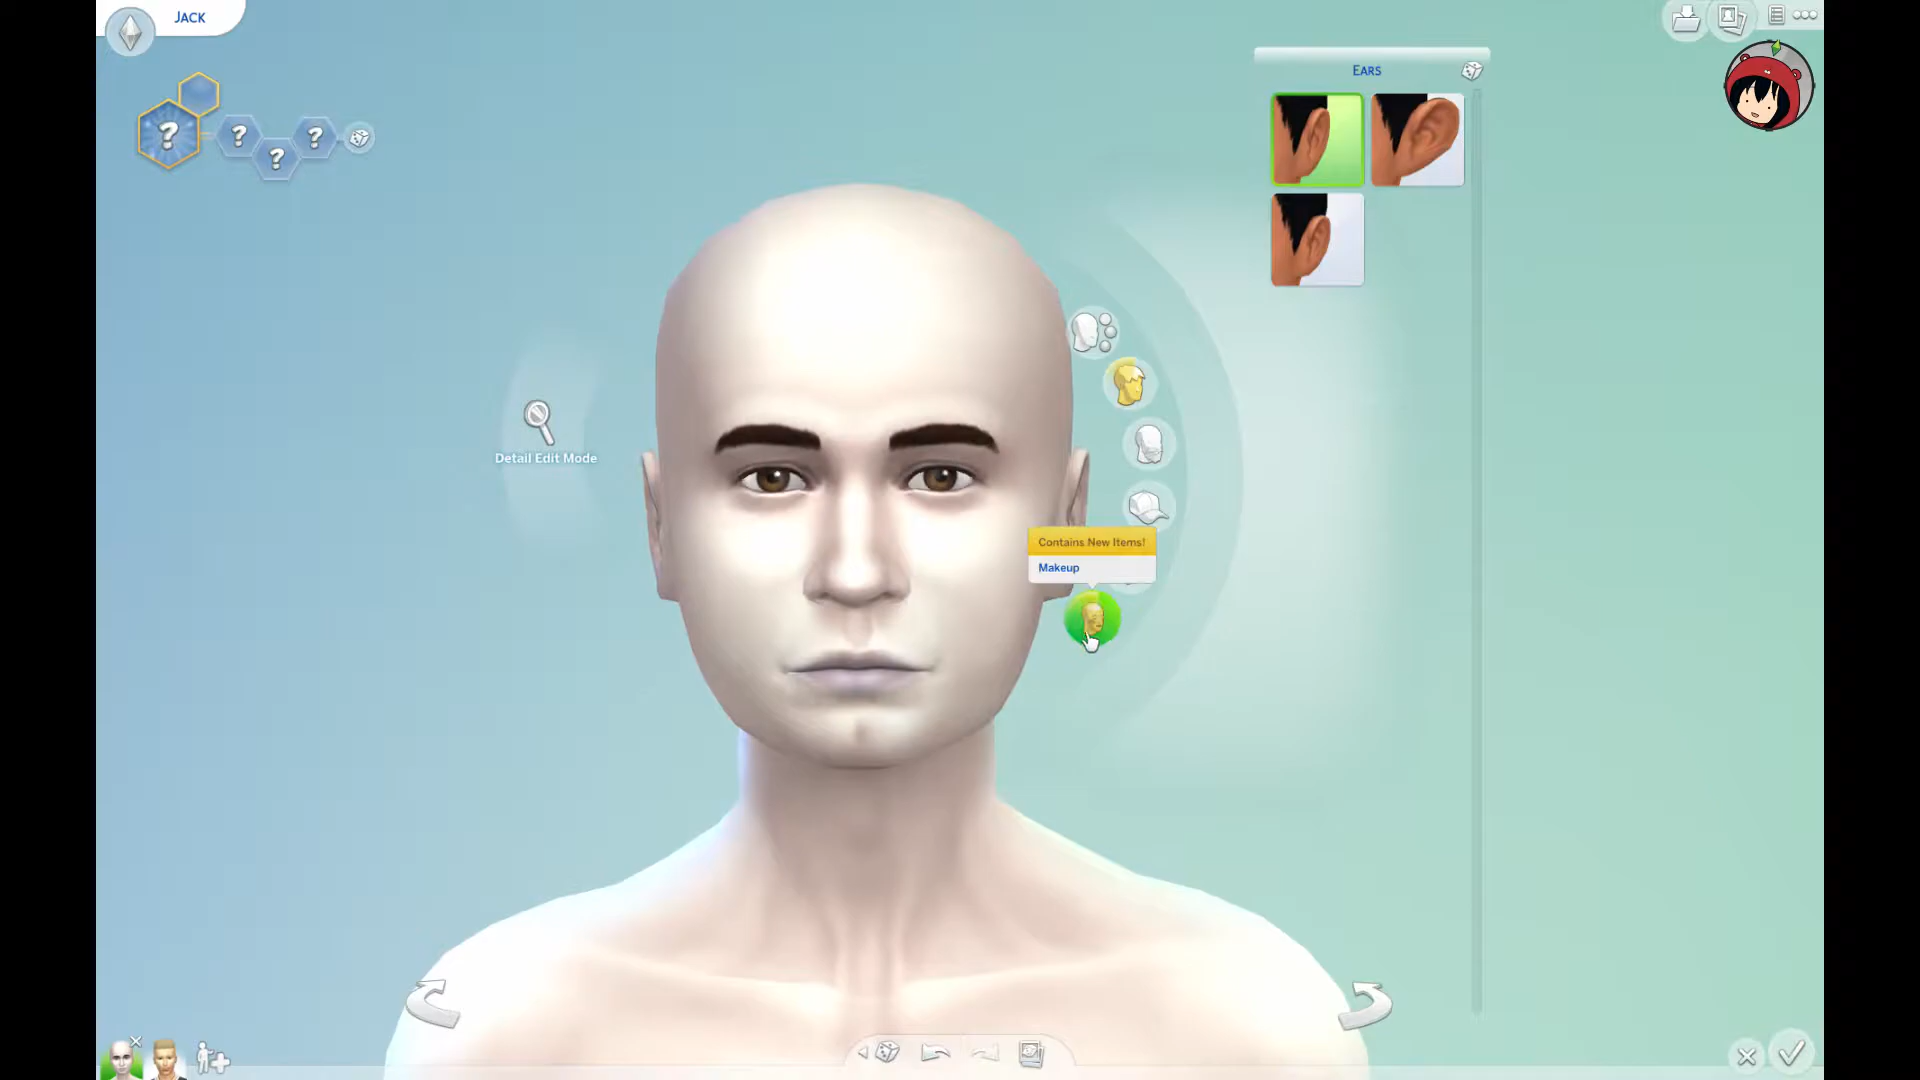 JACK
EARS
?
?
?
?
Detail Edit Mode
Contains New Items!
Makeup